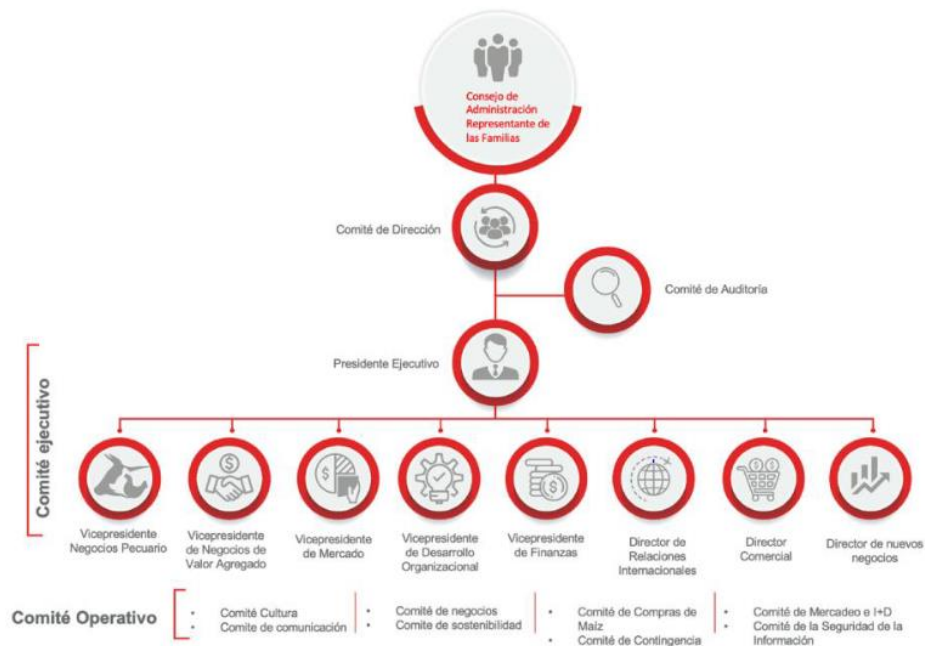 Consejo de
Administración
Representante de
las Familias
Comité de Dirección
Comité de Auditoría
Presidente Ejecutivo
Comité ejecutivo
Vicepresidente
Negocios Pecuario
Vicepresidente
de Negocios de
Valor Agregado
Vicepresidente
de Mercado
Vicepresidente
de Desarrollo
Organizacional
Vicepresidente
de Finanzas
Director de
Relaciones
Internacionales
Director
Comercial
Director de nuevos
negocios
Comité Operativo
• Comité Cultura
• Comite de comunicación
• Comité de negocios
• Comite de sostenibilidad
• Comité de Compras de
Maíz
• Comité de Contingencia
• Comité de Mercadeo e I+D
• Comité de la Seguridad de la
Información